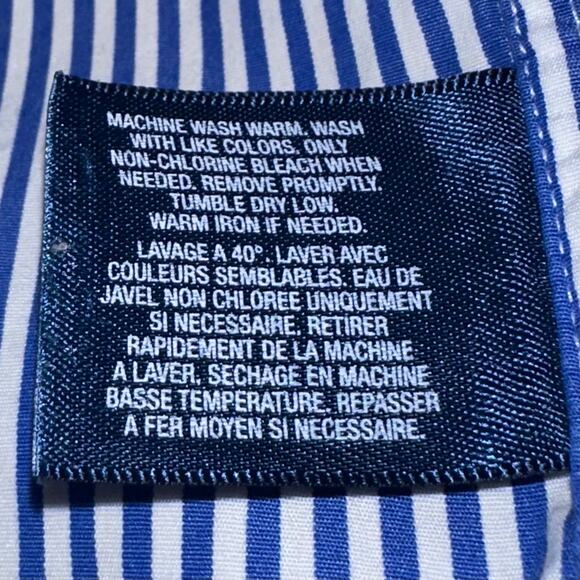 MACHINE WASH WARM. WASH
WITH LIKE COLORS. ONLY
NON-CHLORINE BLEACH WHEN
NEEDED. REMOVE PROMPTLY.
TUMBLE DRY LOW.
WARM IRON IF NEEDED.
LAVAGE A 40°. LAVER AVEC
COULEURS SEMBLABLES. EAU DE
JAVEL NON CHLOREE UNIQUEMENT
SI NECESSAIRE. RETIRER
RAPIDEMENT DE LA MACHINE
A LAVER. SECHAGE EN MACHINE
BASSE TEMPERATURE. REPASSER
A FER MOYEN SI NECESSAIRE.